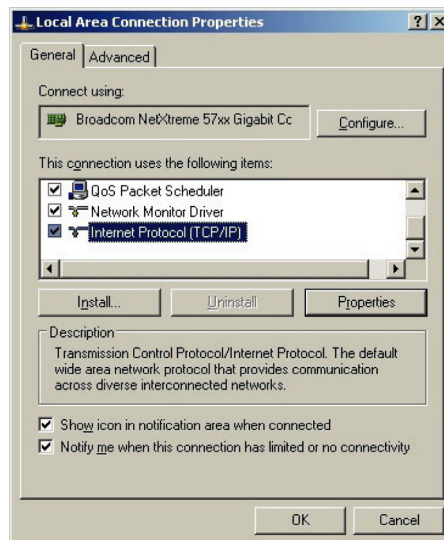 Local Area Connection Properties
General
Advanced
Connect using:
Broadcom NetXtreme 57xx Gigabit Cc
Configure...
This connection uses the following items:
QoS Packet Scheduler
Network Monitor Driver
Internet Protocol (TCP/IP)
Install...
Uninstall
Properties
Description
Transmission Control Protocol/Internet Protocol. The default
wide area network protocol that provides communication
across diverse interconnected networks.
Show icon in notification area when connected
Notify me when this connection has limited or no connectivity
OK
Cancel